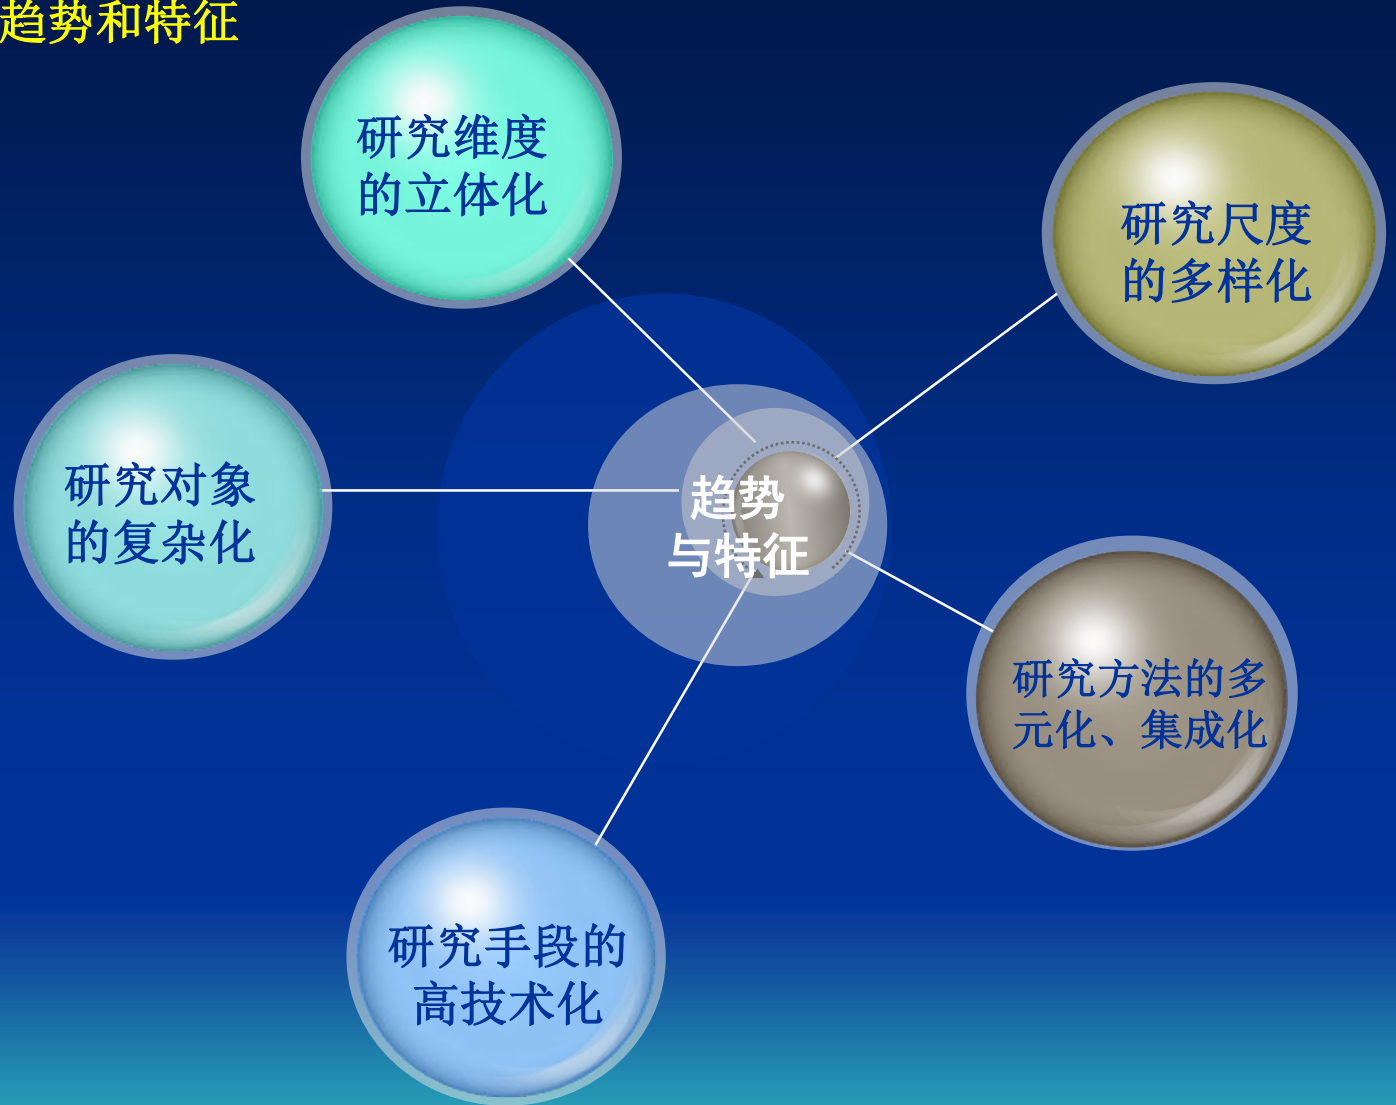 趋势和特征
研究维度
的立体化
研究尺度
的多样化
研究对象
的复杂化
趋势
与特征
研究方法的多
元化、集成化
研究手段的
高技术化